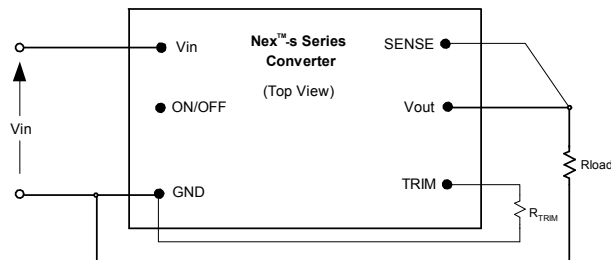 Nex™-s Series
Converter
(Top View)
Vin
SENSE
ON/OFF
Vout
Vin
Rload
GND
TRIM
RTRIM